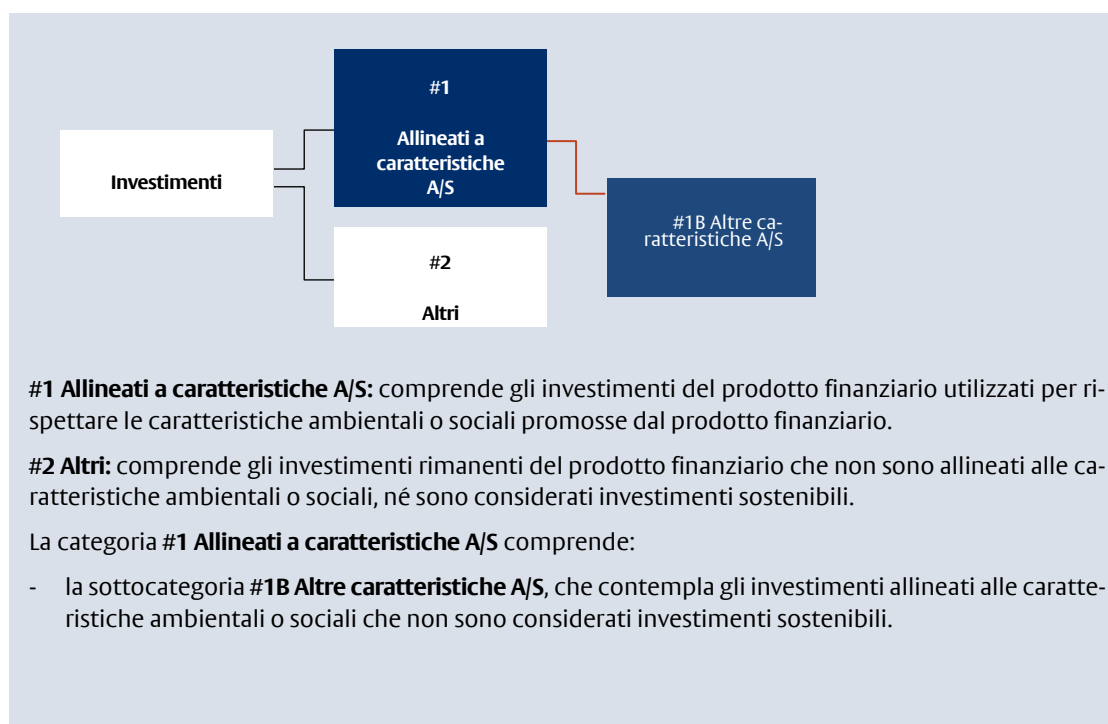 #1
Allineati a
caratteristiche
A/S
Investimenti
#1B Altre ca-
ratteristiche A/S
#2
Altri
#1 Allineati a caratteristiche A/S: comprende gli investimenti del prodotto finanziario utilizzati per ri-
spettare le caratteristiche ambientali o sociali promosse dal prodotto finanziario.
#2 Altri: comprende gli investimenti rimanenti del prodotto finanziario che non sono allineati alle ca-
ratteristiche ambientali o sociali, né sono considerati investimenti sostenibili.
La categoria #1 Allineati a caratteristiche A/S comprende:
- la sottocategoria #1B Altre caratteristiche A/S, che contempla gli investimenti allineati alle caratte-
ristiche ambientali o sociali che non sono considerati investimenti sostenibili.